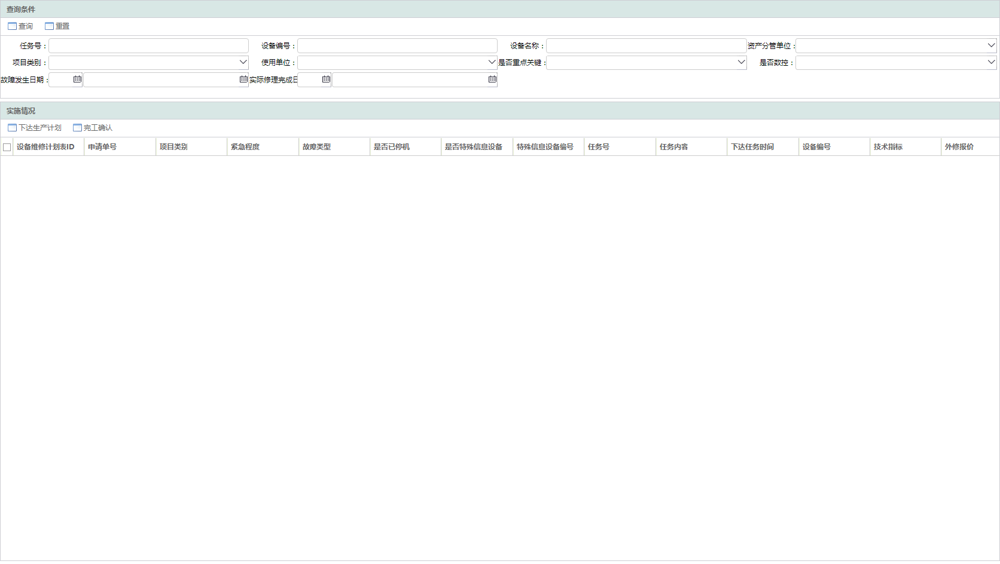 查询条件
查询 重置
任务号： 设备编号： 设备名称： 资产分管单位：
项目类别： 使用单位： 是否重点关键： 是否数控：
故障发生日期： 实际修理完成日
实施情况
下达生产计划 完工确认
设备维修计划表ID 申请单号 项目类别 紧急程度 故障类型 是否已停机 是否特殊信息设备 特殊信息设备编号 任务号 任务内容 下达任务时间 设备编号 技术指标 外修报价